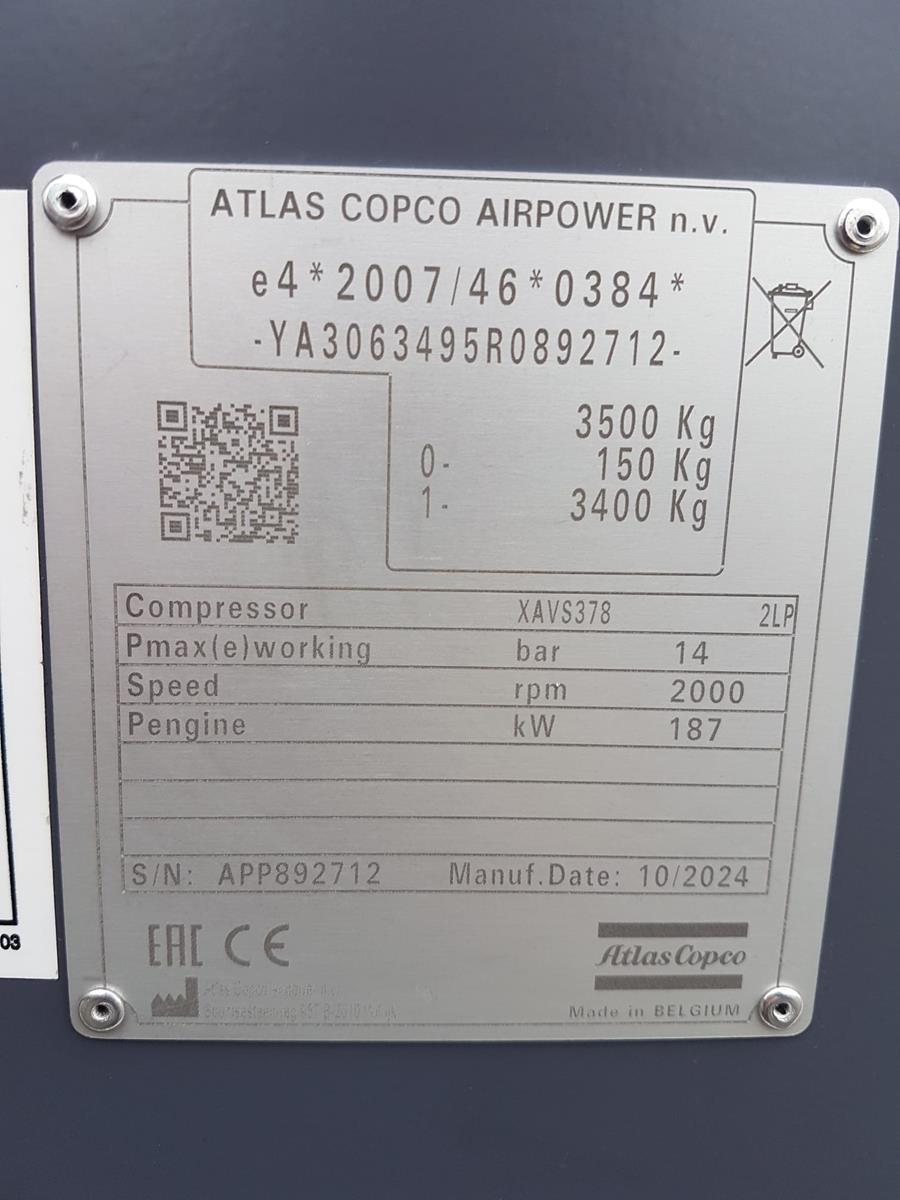 ATLAS COPCO AIRPOWER n.v.
e4*2007/46*0384*
-YA3063495R0892712-
3500 Kg
0- 150 Kg
1- 3400 Kg
Compressor XAVS378 2LP
Pmax(e)working bar 14
Speed rpm 2000
Pengine kW 187
S/N: APP892712 Manuf.Date: 10/2024
EAC CE
Atlas Copco
Made in BELGIUM
03